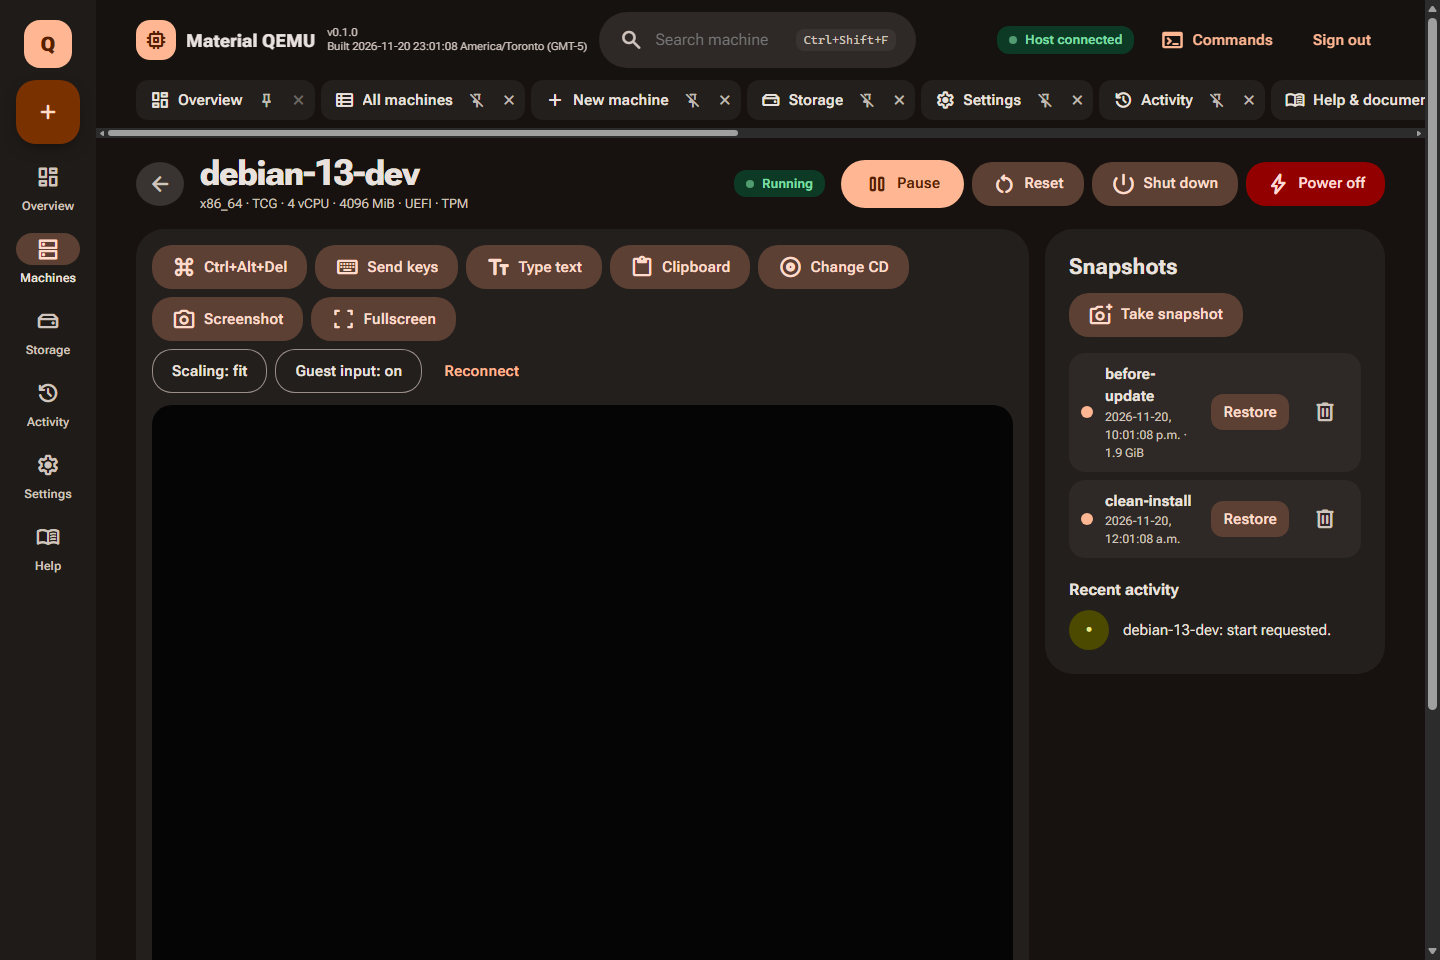 Q
Material QEMU
v0.1.0
Built 2026-11-20 23:01:08 America/Toronto (GMT-5)
Search machine
Ctrl+Shift+F
Host connected
Commands
Sign out
Overview
All machines
New machine
Storage
Settings
Activity
Help & documen
Overview
Machines
Storage
Activity
Settings
Help
debian-13-dev
x86_64 · TCG · 4 vCPU · 4096 MiB · UEFI · TPM
Running
Pause
Reset
Shut down
Power off
Ctrl+Alt+Del
Send keys
Type text
Clipboard
Change CD
Screenshot
Fullscreen
Scaling: fit
Guest input: on
Reconnect
Snapshots
Take snapshot
before-
update
2026-11-20,
10:01:08 p.m. ·
1.9 GiB
Restore
clean-install
2026-11-20,
12:01:08 a.m.
Restore
Recent activity
debian-13-dev: start requested.